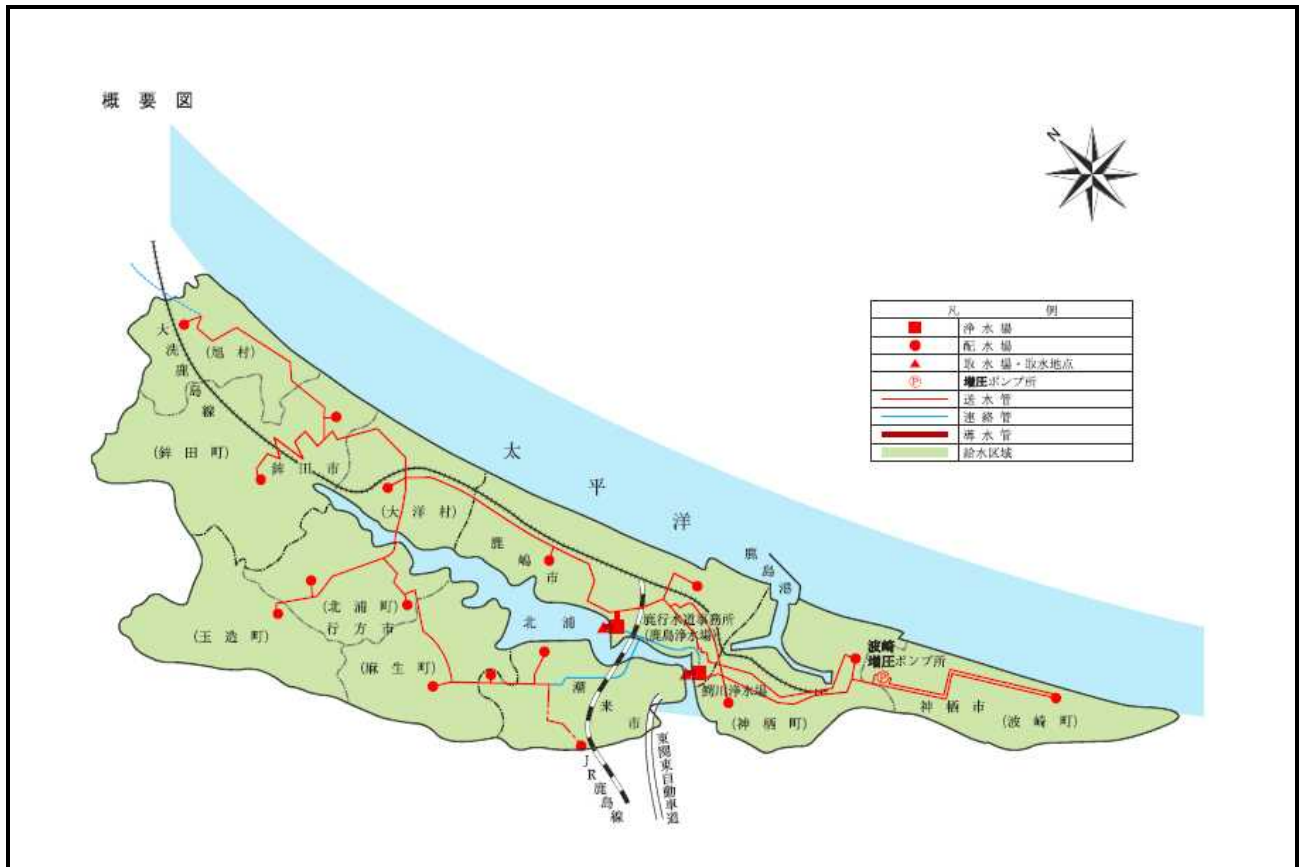 概要図
N
凡例
浄水場
配水場
取水場・取水地点
Ⓟ 増圧ポンプ所
送水管
連絡管
導水管
給水区域
大洗鹿島線
(旭村)
(鉾田町)
鉾田市
(大洋村)
太平洋
鹿嶋市
鹿島港
(北浦町)
行方市
(玉造町)
(麻生町)
北浦
鹿行水道事務所
(鹿島浄水場)
潮来市
鰐川浄水場
(神栖町)
波崎
増圧ポンプ所
Ⓟ
神栖市
(波崎町)
JR鹿島線
東関東自動車道